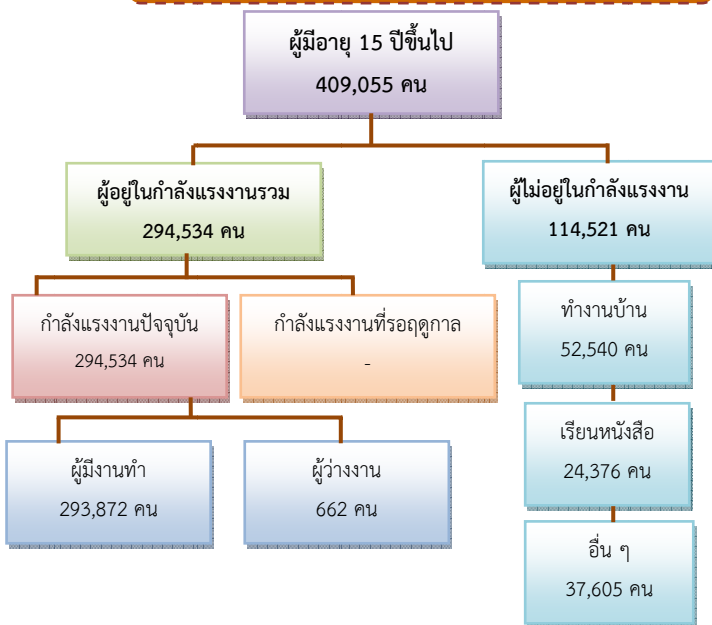 ผู้มีอายุ 15 ปีขึ้นไป
409,055 คน
ผู้อยู่ในกำลังแรงงานรวม
294,534 คน
ผู้ไม่อยู่ในกำลังแรงงาน
114,521 คน
กำลังแรงงานปัจจุบัน
294,534 คน
กำลังแรงงานที่รอฤดูกาล
-
ทำงานบ้าน
52,540 คน
เรียนหนังสือ
24,376 คน
ผู้มีงานทำ
293,872 คน
ผู้ว่างงาน
662 คน
อื่น ๆ
37,605 คน